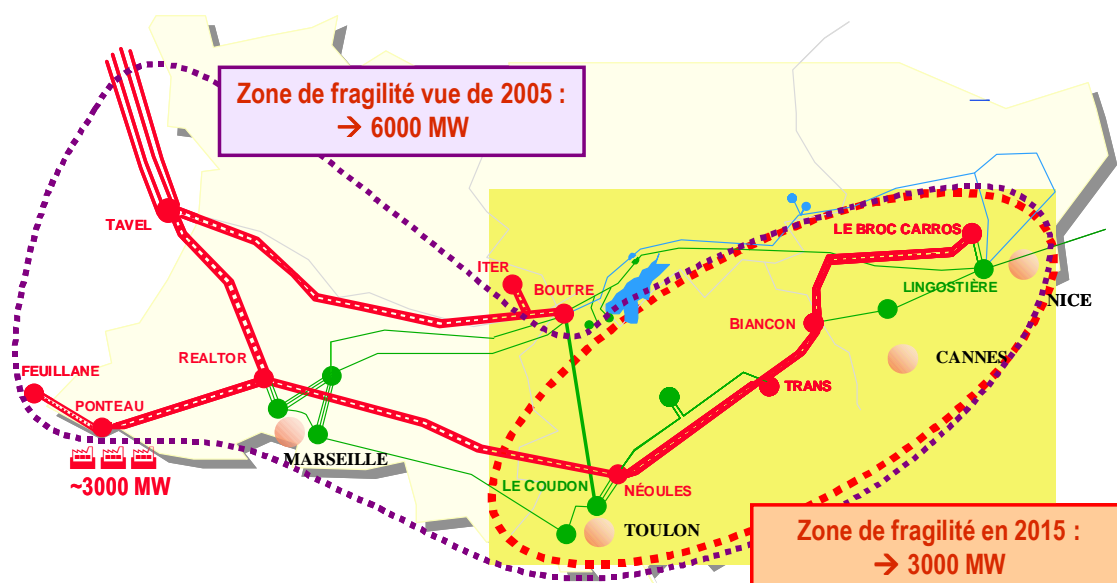 Zone de fragilité vue de 2005 :
→ 6000 MW
TAVEL
LE BROC CARROS
ITER
BOUTRE
LINGOSTIÈRE
NICE
BIANCON
REALTOR
CANNES
FEUILLANE
TRANS
PONTEAU
MARSEILLE
~3000 MW
LE COUDON
NÉOULES
TOULON
Zone de fragilité en 2015 :
→ 3000 MW